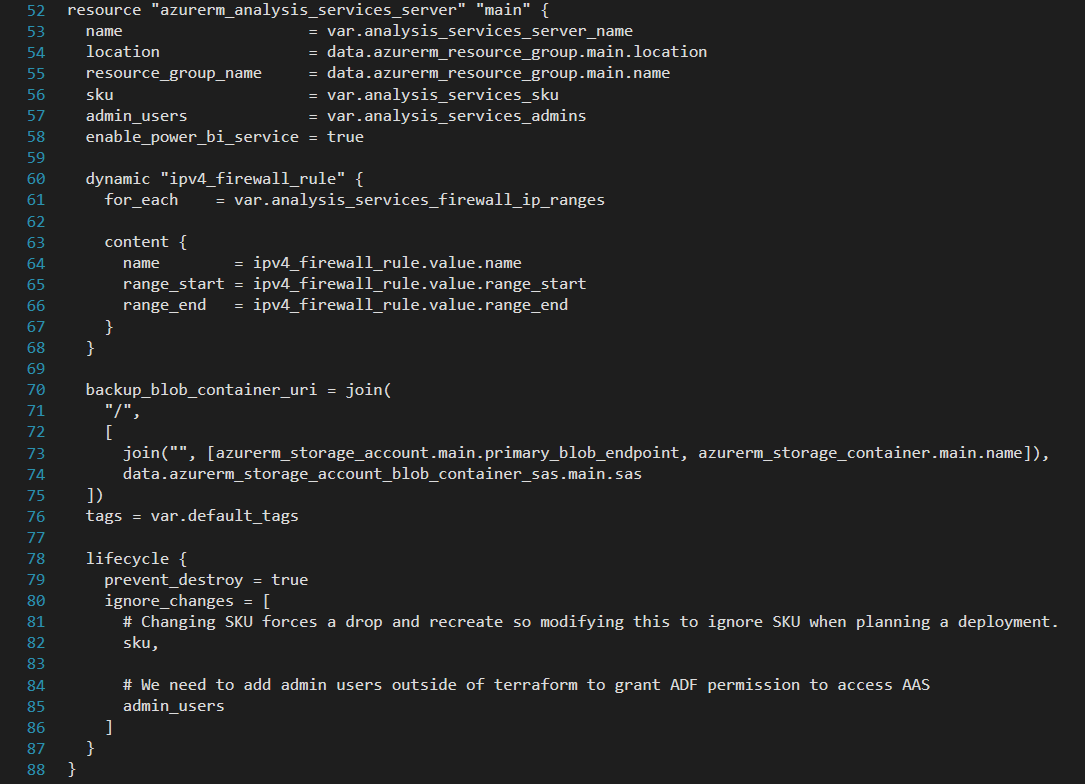 52 resource "azurerm_analysis_services_server" "main" {
53   name                    = var.analysis_services_server_name
54   location                = data.azurerm_resource_group.main.location
55   resource_group_name     = data.azurerm_resource_group.main.name
56   sku                     = var.analysis_services_sku
57   admin_users             = var.analysis_services_admins
58   enable_power_bi_service = true
59
60   dynamic "ipv4_firewall_rule" {
61     for_each    = var.analysis_services_firewall_ip_ranges
62
63     content {
64       name        = ipv4_firewall_rule.value.name
65       range_start = ipv4_firewall_rule.value.range_start
66       range_end   = ipv4_firewall_rule.value.range_end
67     }
68   }
69
70   backup_blob_container_uri = join(
71     "/",
72     [
73       join("", [azurerm_storage_account.main.primary_blob_endpoint, azurerm_storage_container.main.name]),
74       data.azurerm_storage_account_blob_container_sas.main.sas
75   ])
76   tags = var.default_tags
77
78   lifecycle {
79     prevent_destroy = true
80     ignore_changes = [
81       # Changing SKU forces a drop and recreate so modifying this to ignore SKU when planning a deployment.
82       sku,
83
84       # We need to add admin users outside of terraform to grant ADF permission to access AAS
85       admin_users
86     ]
87   }
88 }